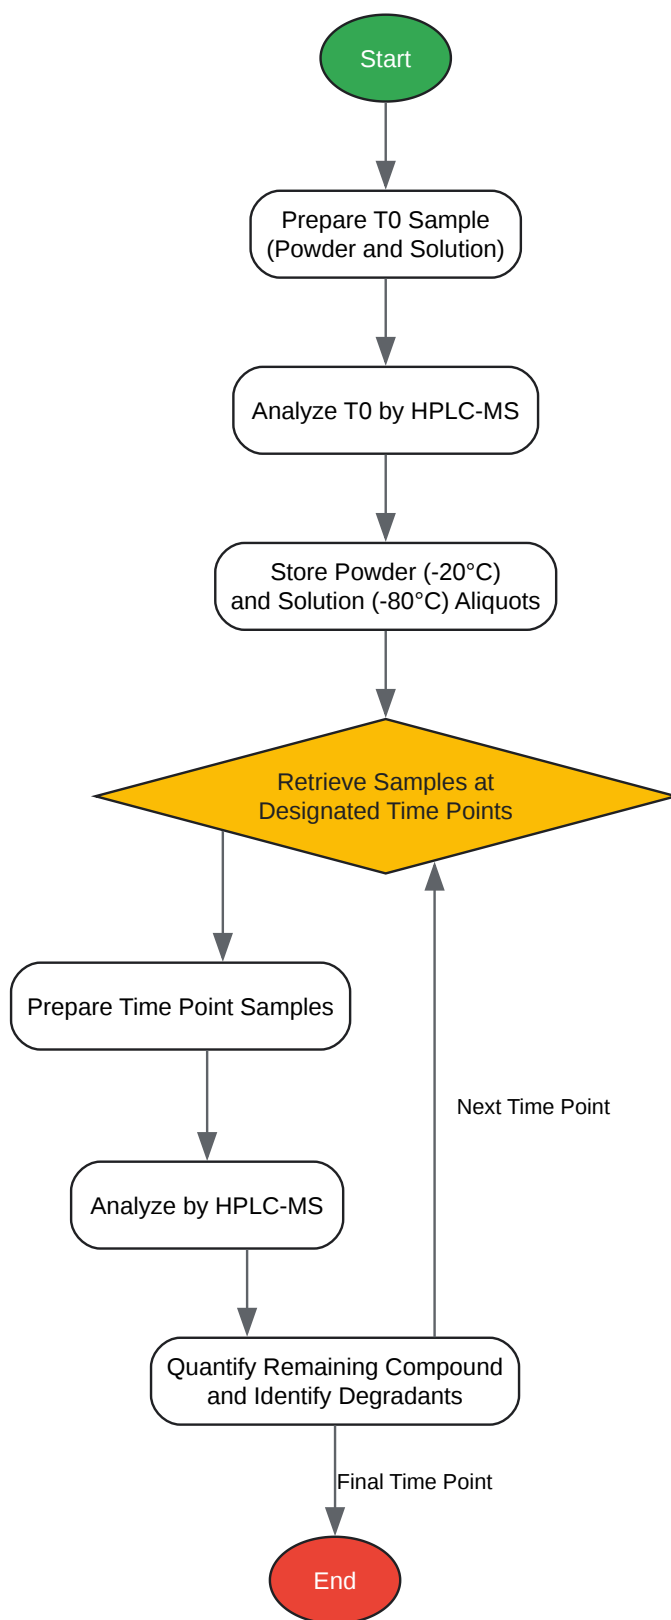 Start
Prepare T0 Sample
(Powder and Solution)
Analyze T0 by HPLC-MS
Store Powder (-20°C)
and Solution (-80°C) Aliquots
Retrieve Samples at
Designated Time Points
Prepare Time Point Samples
Next Time Point
Analyze by HPLC-MS
Quantify Remaining Compound
and Identify Degradants
Final Time Point
End